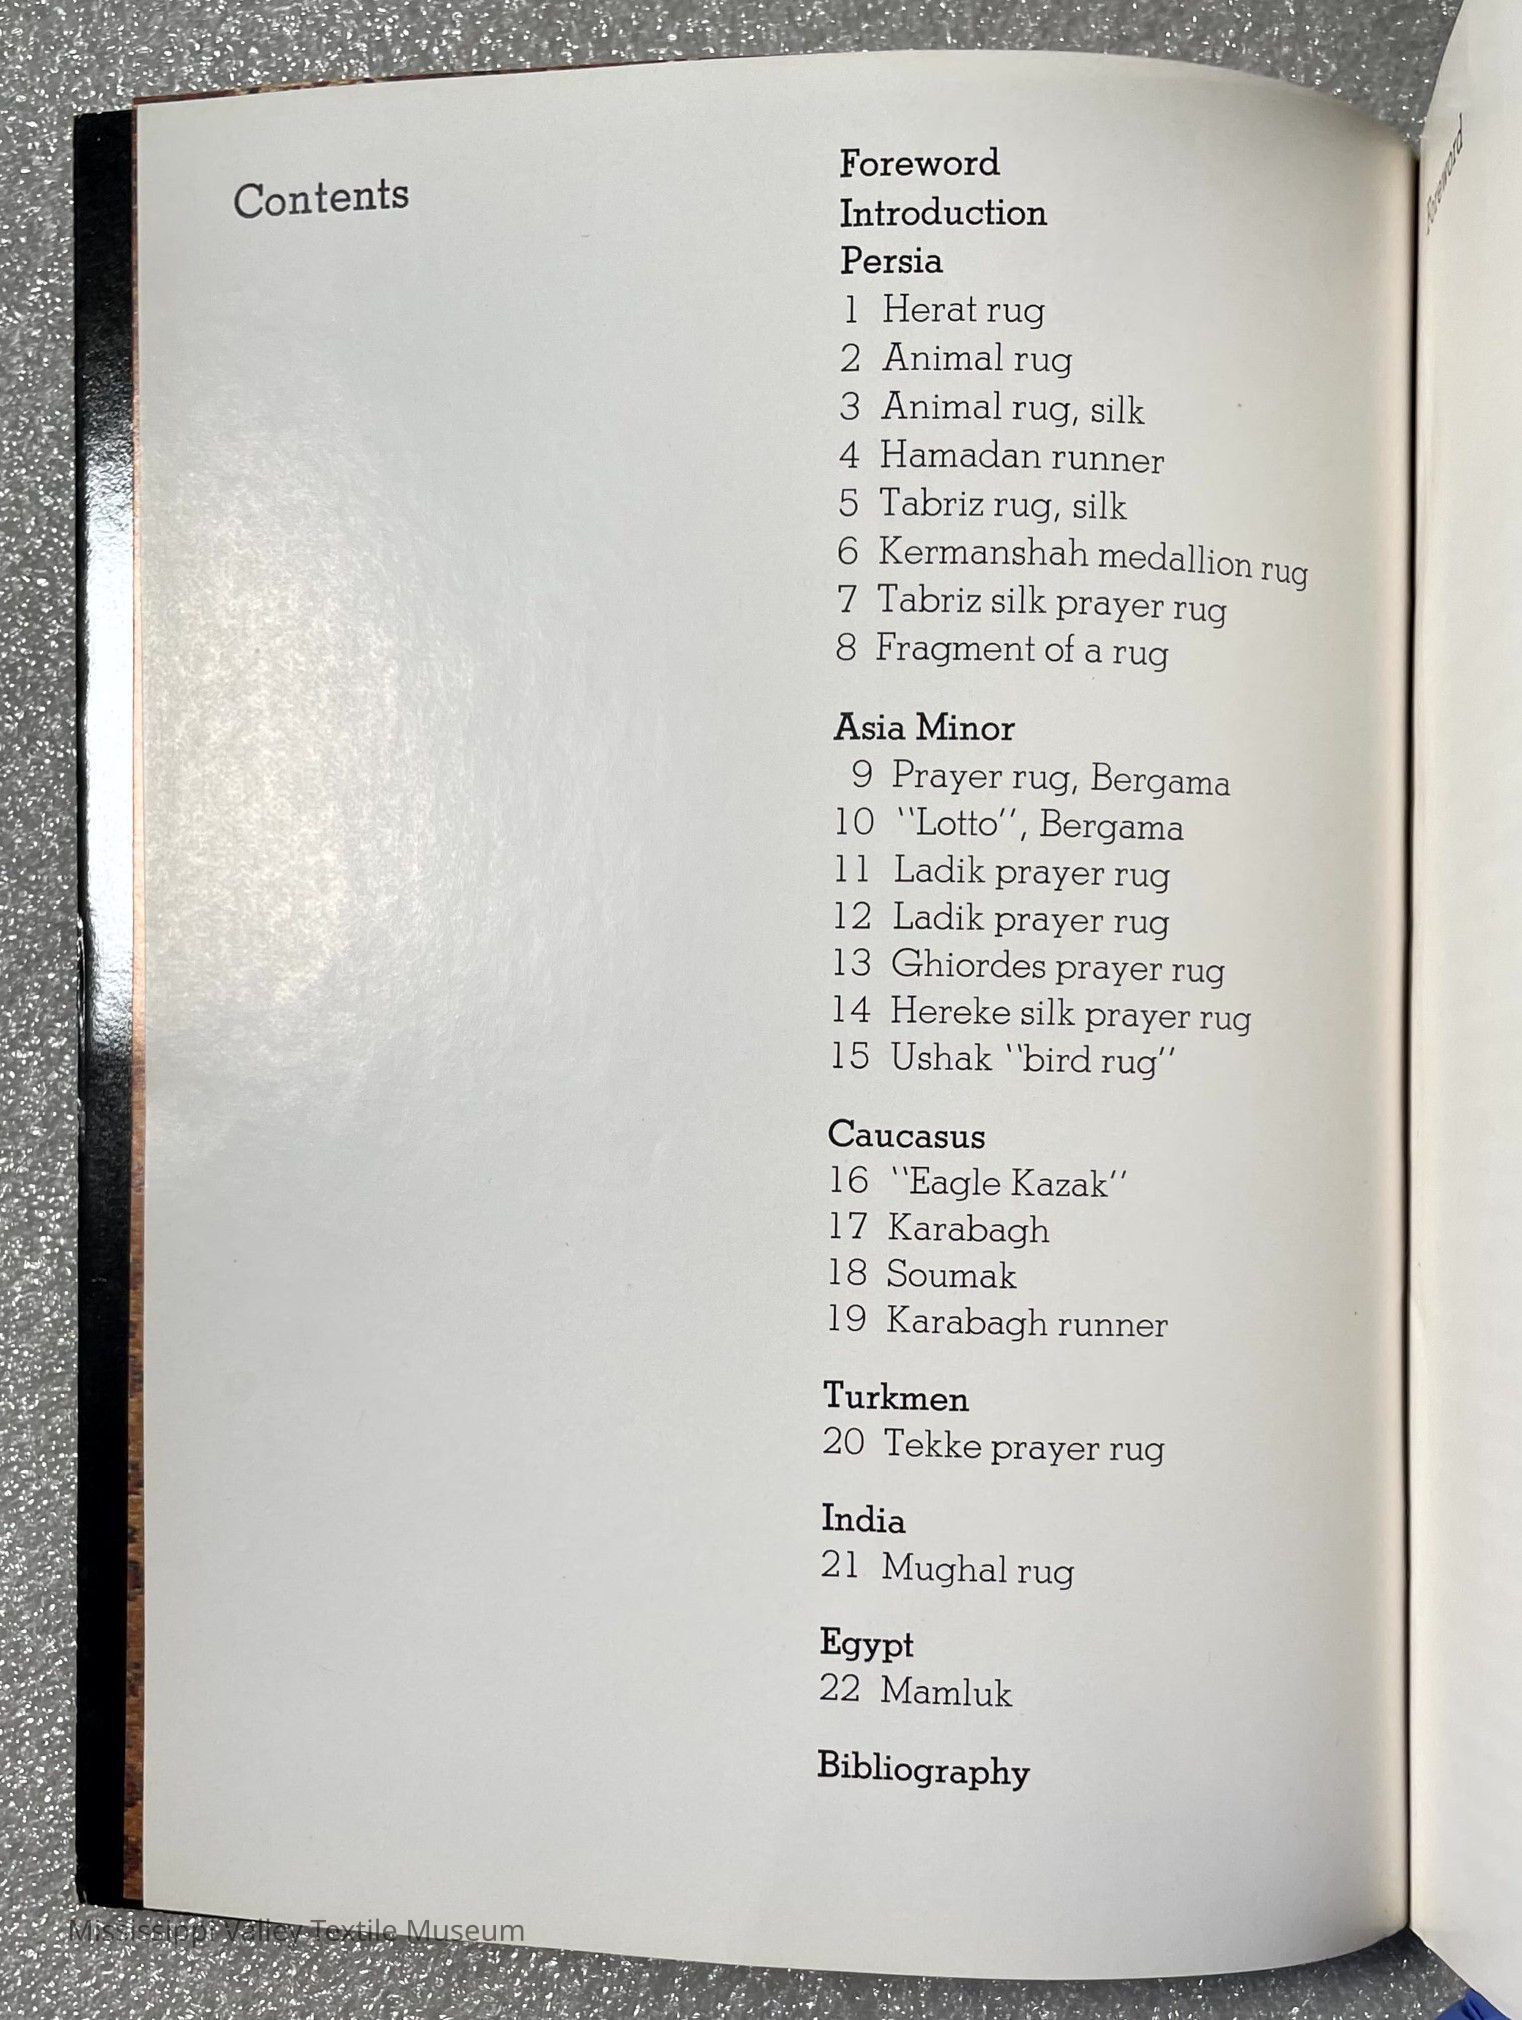 Contents
Foreword
Introduction
Persia
1 Herat rug
2 Animal rug
3 Animal rug, silk
4 Hamadan runner
5 Tabriz rug, silk
6 Kermanshah medallion rug
7 Tabriz silk prayer rug
8 Fragment of a rug
Asia Minor
9 Prayer rug, Bergama
10 "Lotto", Bergama
11 Ladik prayer rug
12 Ladik prayer rug
13 Ghiordes prayer rug
14 Hereke silk prayer rug
15 Ushak "bird rug"
Caucasus
16 "Eagle Kazak"
17 Karabagh
18 Soumak
19 Karabagh runner
Turkmen
20 Tekke prayer rug
India
21 Mughal rug
Egypt
22 Mamluk
Bibliography
Foreword
Mississippi Valley Textile Museum